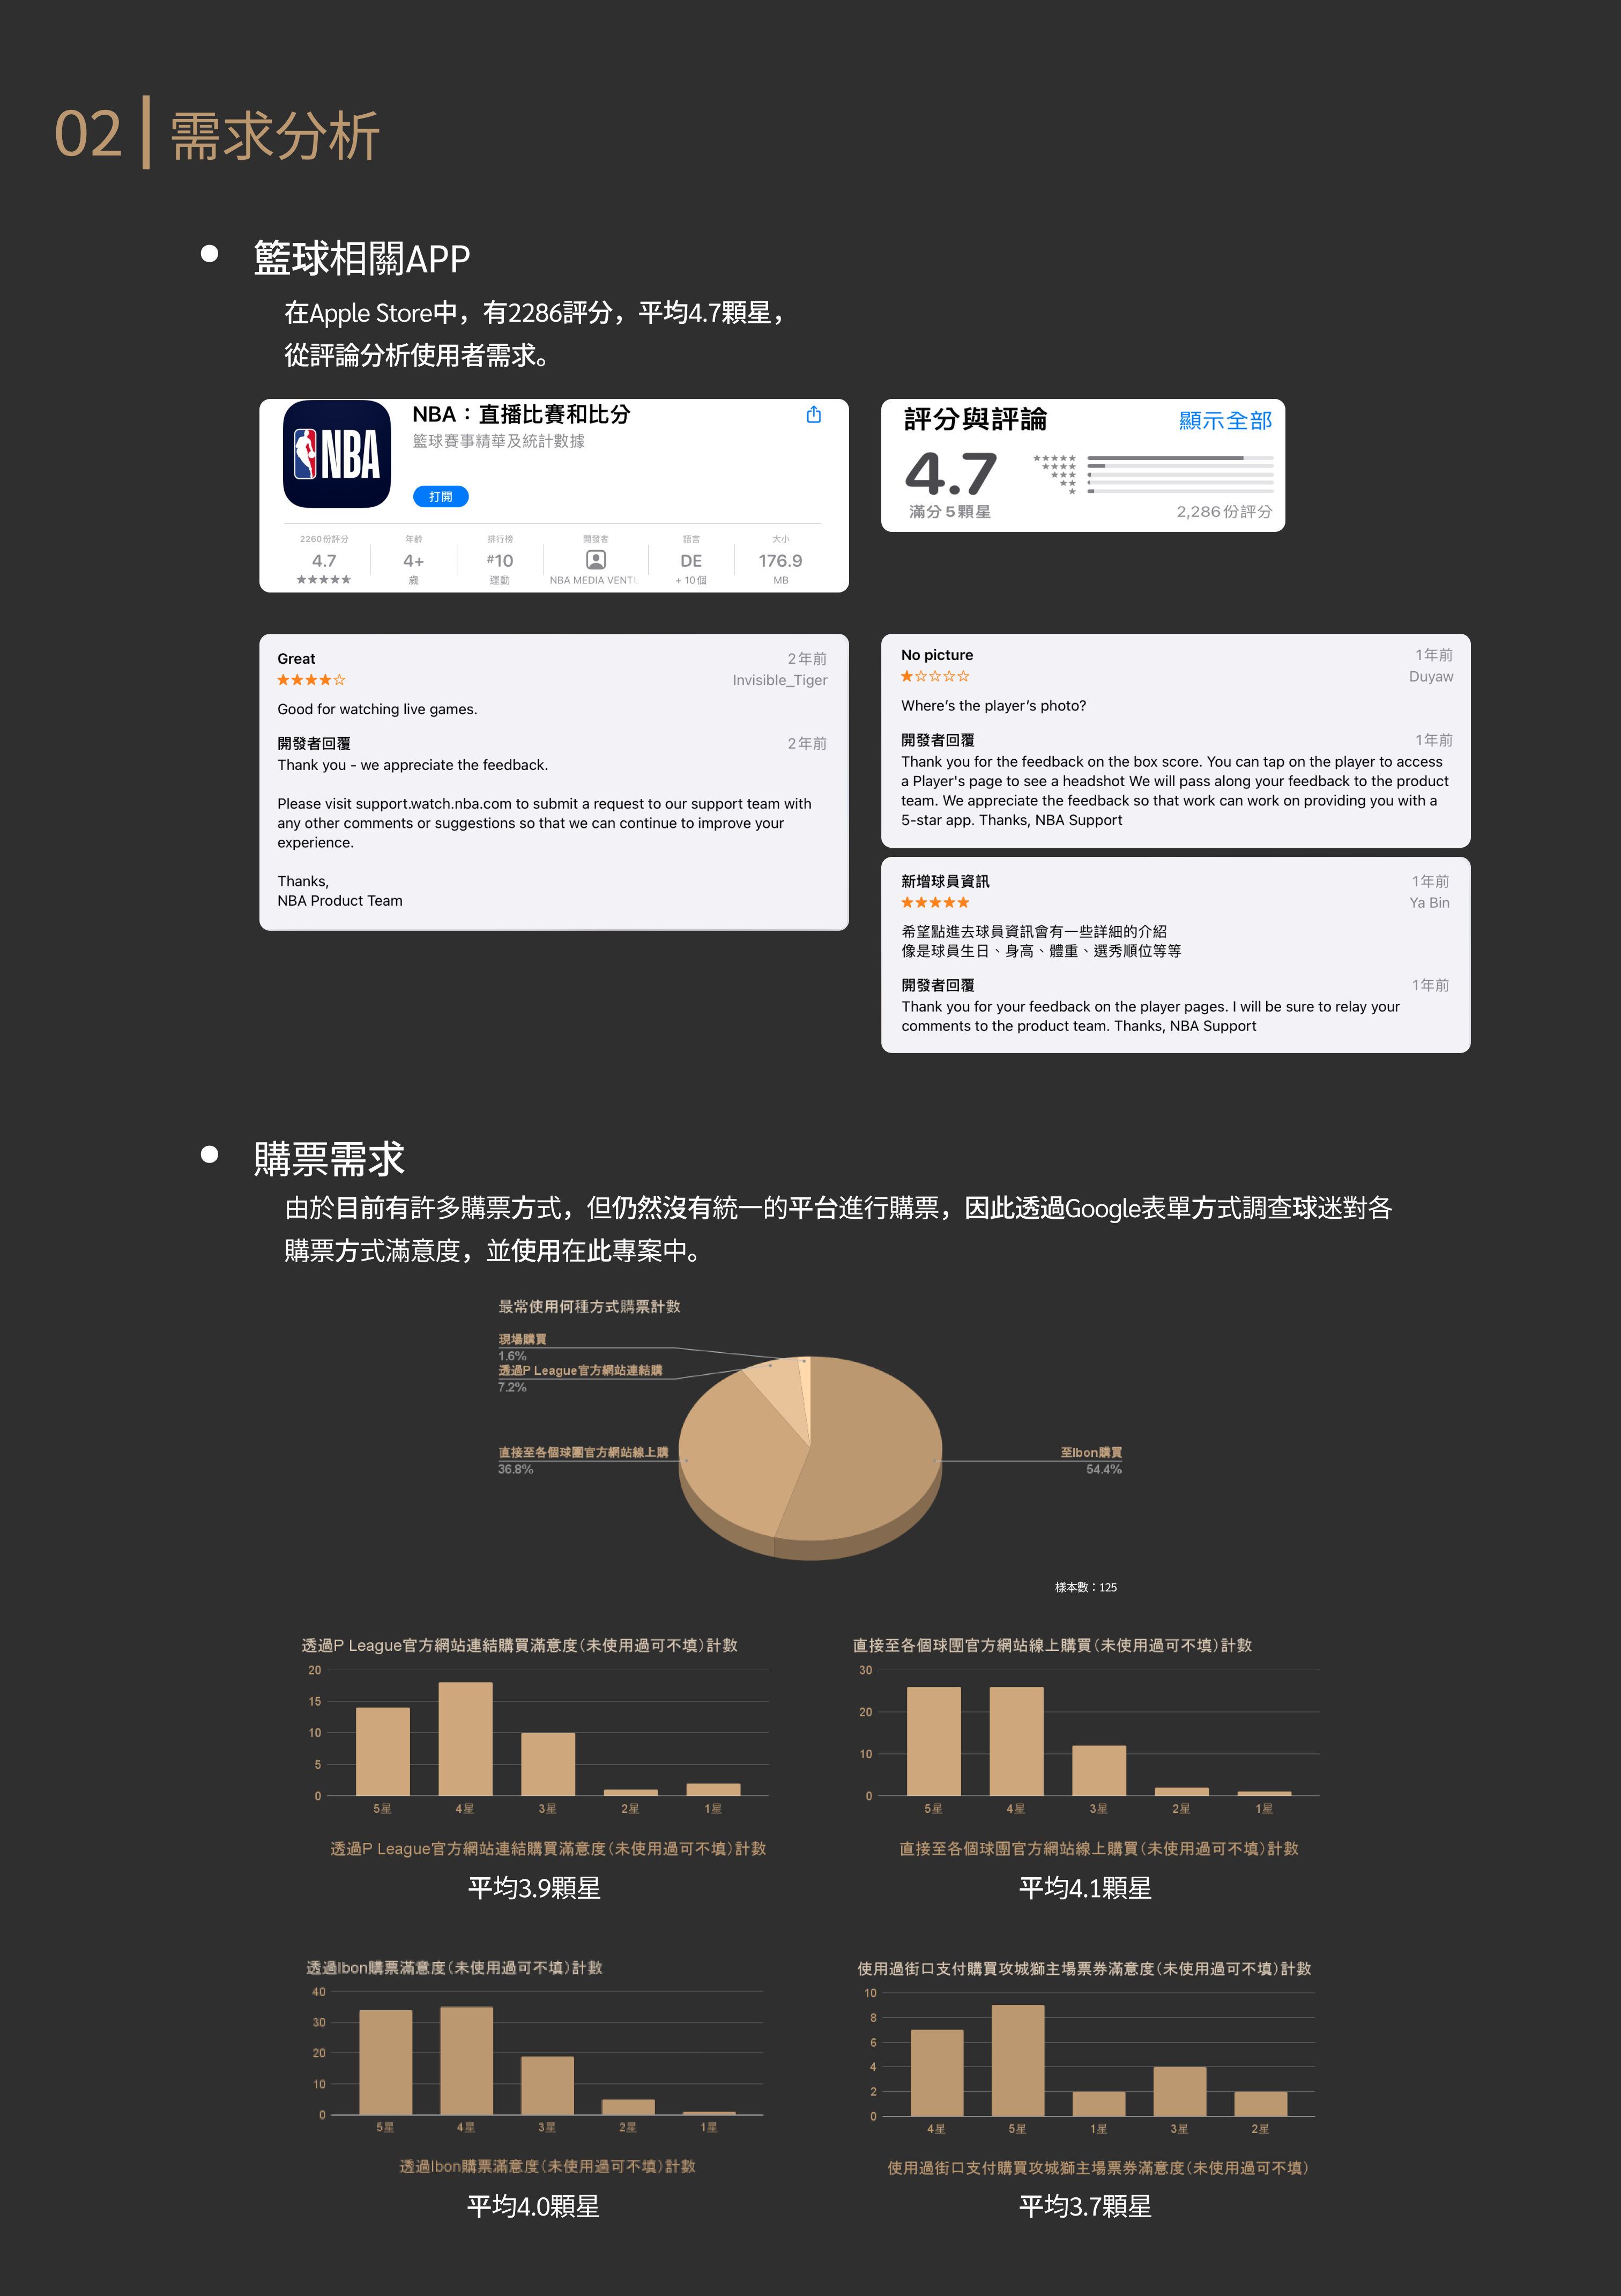 02 | 需求分析
籃球相關APP
在Apple Store中，有2286評分，平均4.7顆星，
從評論分析使用者需求。
NBA
NBA：直播比賽和比分
籃球賽事精華及統計數據
打開
2260份評分
4.7
★★★★★
年齡
4+
歲
排行榜
#10
運動
開發者
NBA MEDIA VENTU
語言
DE
+ 10個
大小
176.9
MB
評分與評論
顯示全部
4.7
滿分5顆星
2,286份評分
Great
2年前
★★★★☆
Invisible_Tiger
Good for watching live games.
開發者回覆
2年前
Thank you - we appreciate the feedback.
Please visit support.watch.nba.com to submit a request to our support team with
any other comments or suggestions so that we can continue to improve your
experience.
Thanks,
NBA Product Team
No picture
1年前
★☆☆☆☆
Duyaw
Where’s the player’s photo?
開發者回覆
1年前
Thank you for the feedback on the box score. You can tap on the player to access
a Player's page to see a headshot We will pass along your feedback to the product
team. We appreciate the feedback so that work can work on providing you with a
5-star app. Thanks, NBA Support
新增球員資訊
1年前
★★★★★
Ya Bin
希望點進去球員資訊會有一些詳細的介紹
像是球員生日、身高、體重、選秀順位等等
開發者回覆
1年前
Thank you for your feedback on the player pages. I will be sure to relay your
comments to the product team. Thanks, NBA Support
購票需求
由於目前有許多購票方式，但仍然沒有統一的平台進行購票，因此透過Google表單方式調查球迷對各
購票方式滿意度，並使用在此專案中。
最常使用何種方式購票計數
現場購買
1.6%
透過P League官方網站連結購
7.2%
直接至各個球團官方網站線上購
36.8%
至Ibon購買
54.4%
樣本數：125
透過P League官方網站連結購買滿意度（未使用過可不填）計數
20
15
10
5
0
5星
4星
3星
2星
1星
透過P League官方網站連結購買滿意度（未使用過可不填）計數
平均3.9顆星
直接至各個球團官方網站線上購買（未使用過可不填）計數
30
20
10
0
5星
4星
3星
2星
1星
直接至各個球團官方網站線上購買（未使用過可不填）計數
平均4.1顆星
透過Ibon購票滿意度（未使用過可不填）計數
40
30
20
10
0
5星
4星
3星
2星
1星
透過Ibon購票滿意度（未使用過可不填）計數
平均4.0顆星
使用過街口支付購買攻城獅主場票券滿意度（未使用過可不填）計數
10
8
6
4
2
0
4星
5星
1星
3星
2星
使用過街口支付購買攻城獅主場票券滿意度（未使用過可不填）
平均3.7顆星